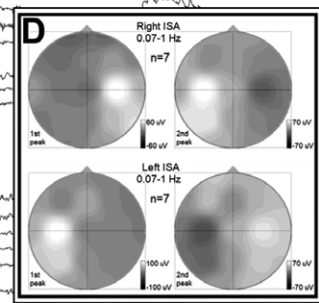 D
Right ISA
0.07-1 Hz
n=7
1st
peak
60 uV
-60 uV
2nd
peak
70 uV
-70 uV
Left ISA
0.07-1 Hz
n=7
1st
peak
100 uV
-100 uV
2nd
peak
70 uV
-70 uV